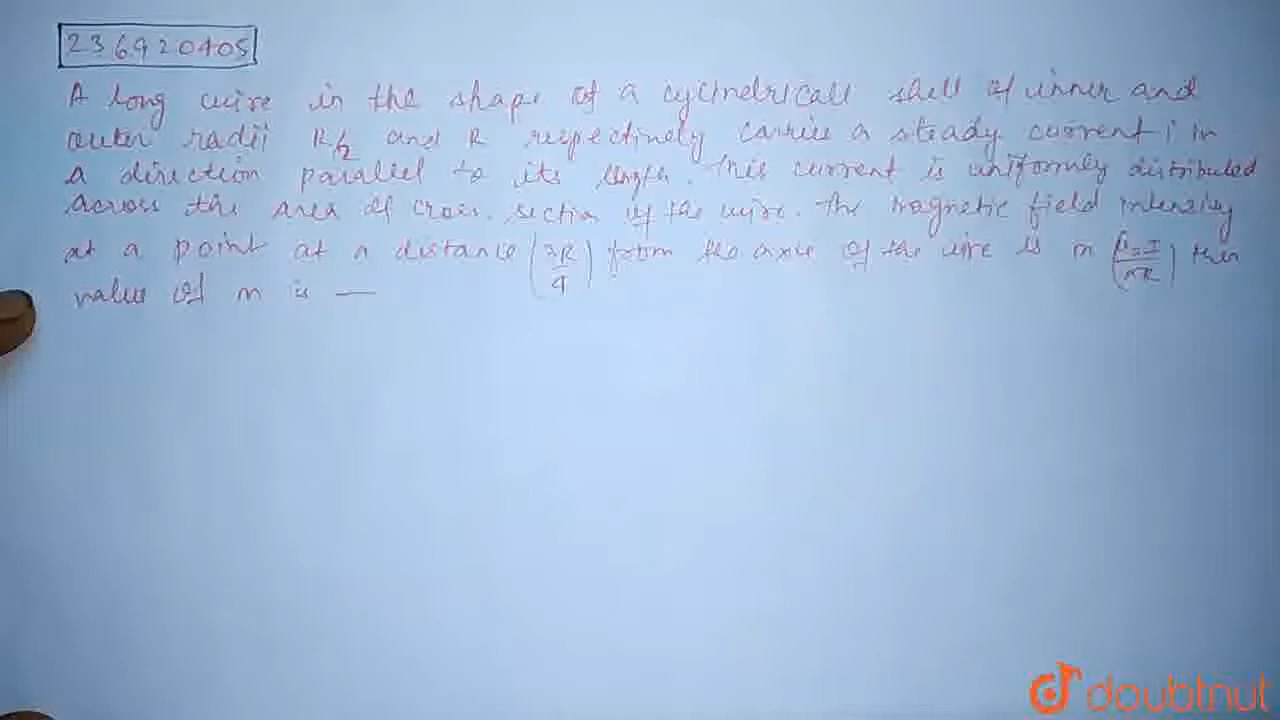 236920405
A long wire in the shape of a cylindrical shell of inner and
outer radii R/2 and R respectively carries a steady current i in
a direction parallel to its length. This current is uniformly distributed
across the area of cross. section of the wire. The magnetic field intensity
at a point at a distance (3R/4) from the axis of the wire is m (μ₀I/πR) then
value of m is —
doubtnut